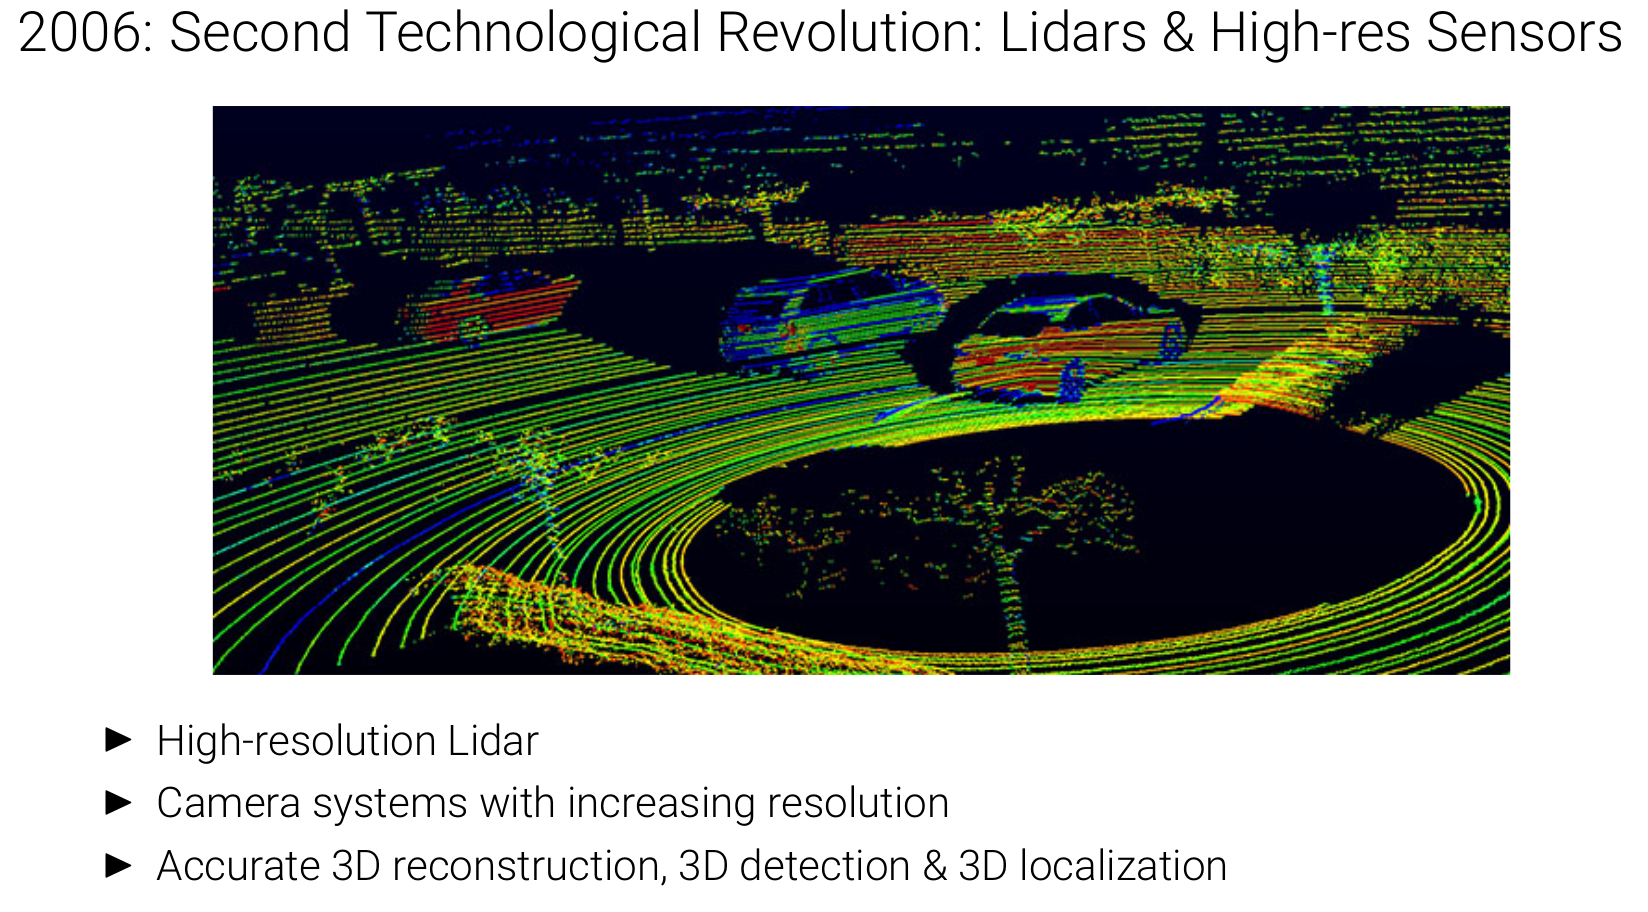 2006: Second Technological Revolution: Lidars & High-res Sensors
► High-resolution Lidar
► Camera systems with increasing resolution
► Accurate 3D reconstruction, 3D detection & 3D localization